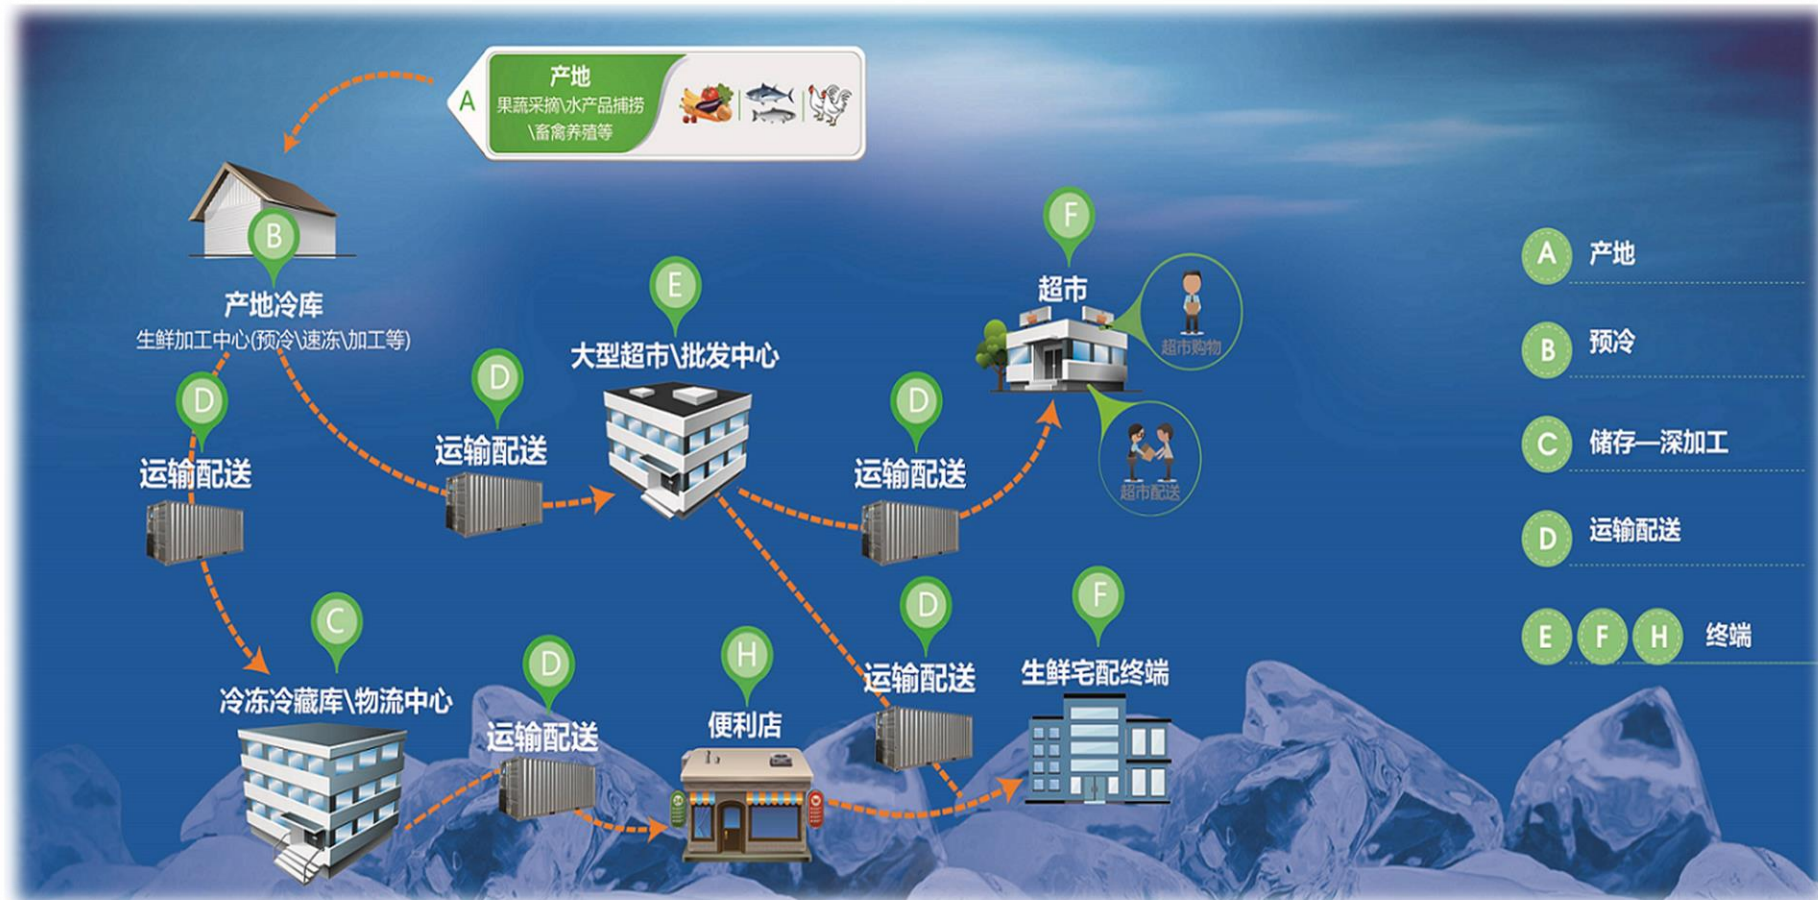 A
产地
果蔬采摘\水产品捕捞
\畜禽养殖等
B
产地冷库
生鲜加工中心(预冷\速冻\加工等)
D
运输配送
D
运输配送
E
大型超市\批发中心
D
运输配送
F
超市
超市购物
超市配送
C
冷冻冷藏库\物流中心
D
运输配送
H
便利店
D
运输配送
F
生鲜宅配终端
A 产地
B 预冷
C 储存—深加工
D 运输配送
E F H 终端